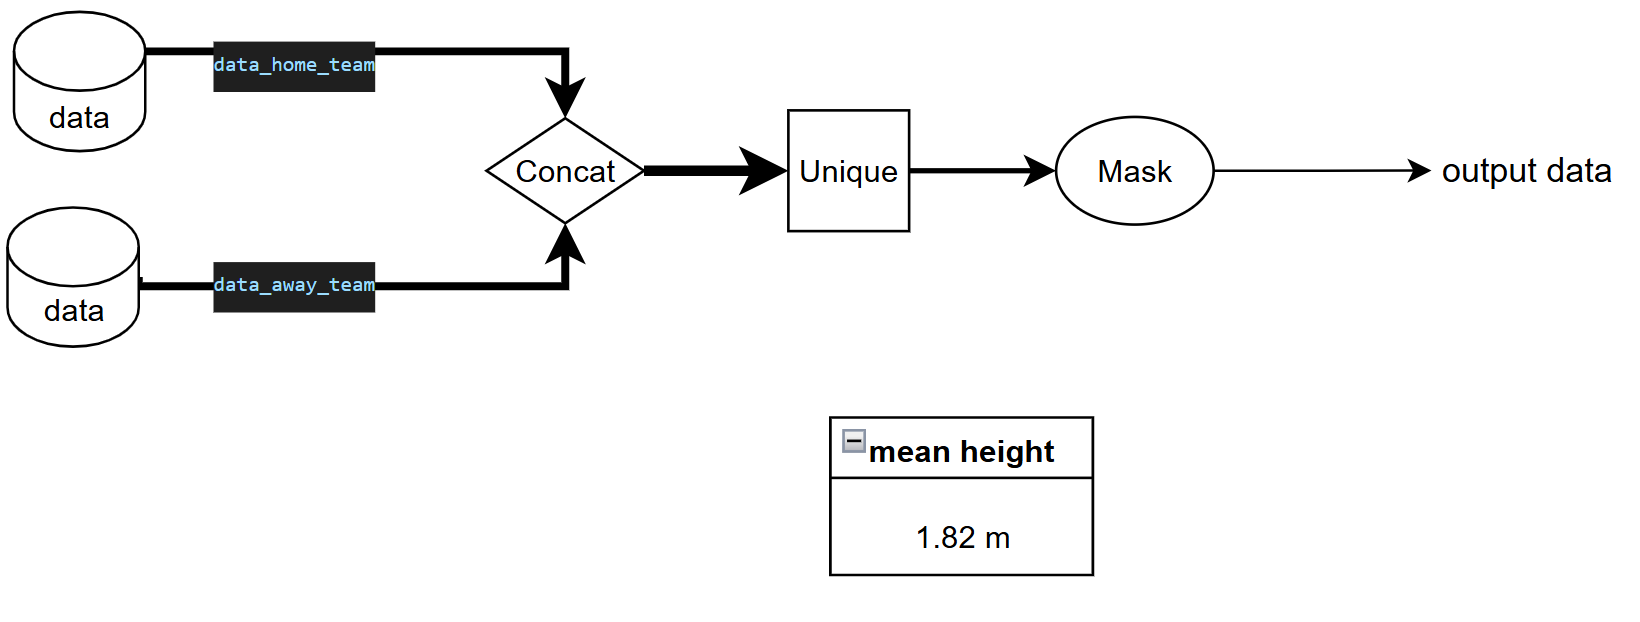 data_home_team
data
Concat
Unique
Mask
output data
data_away_team
data
mean height
1.82 m